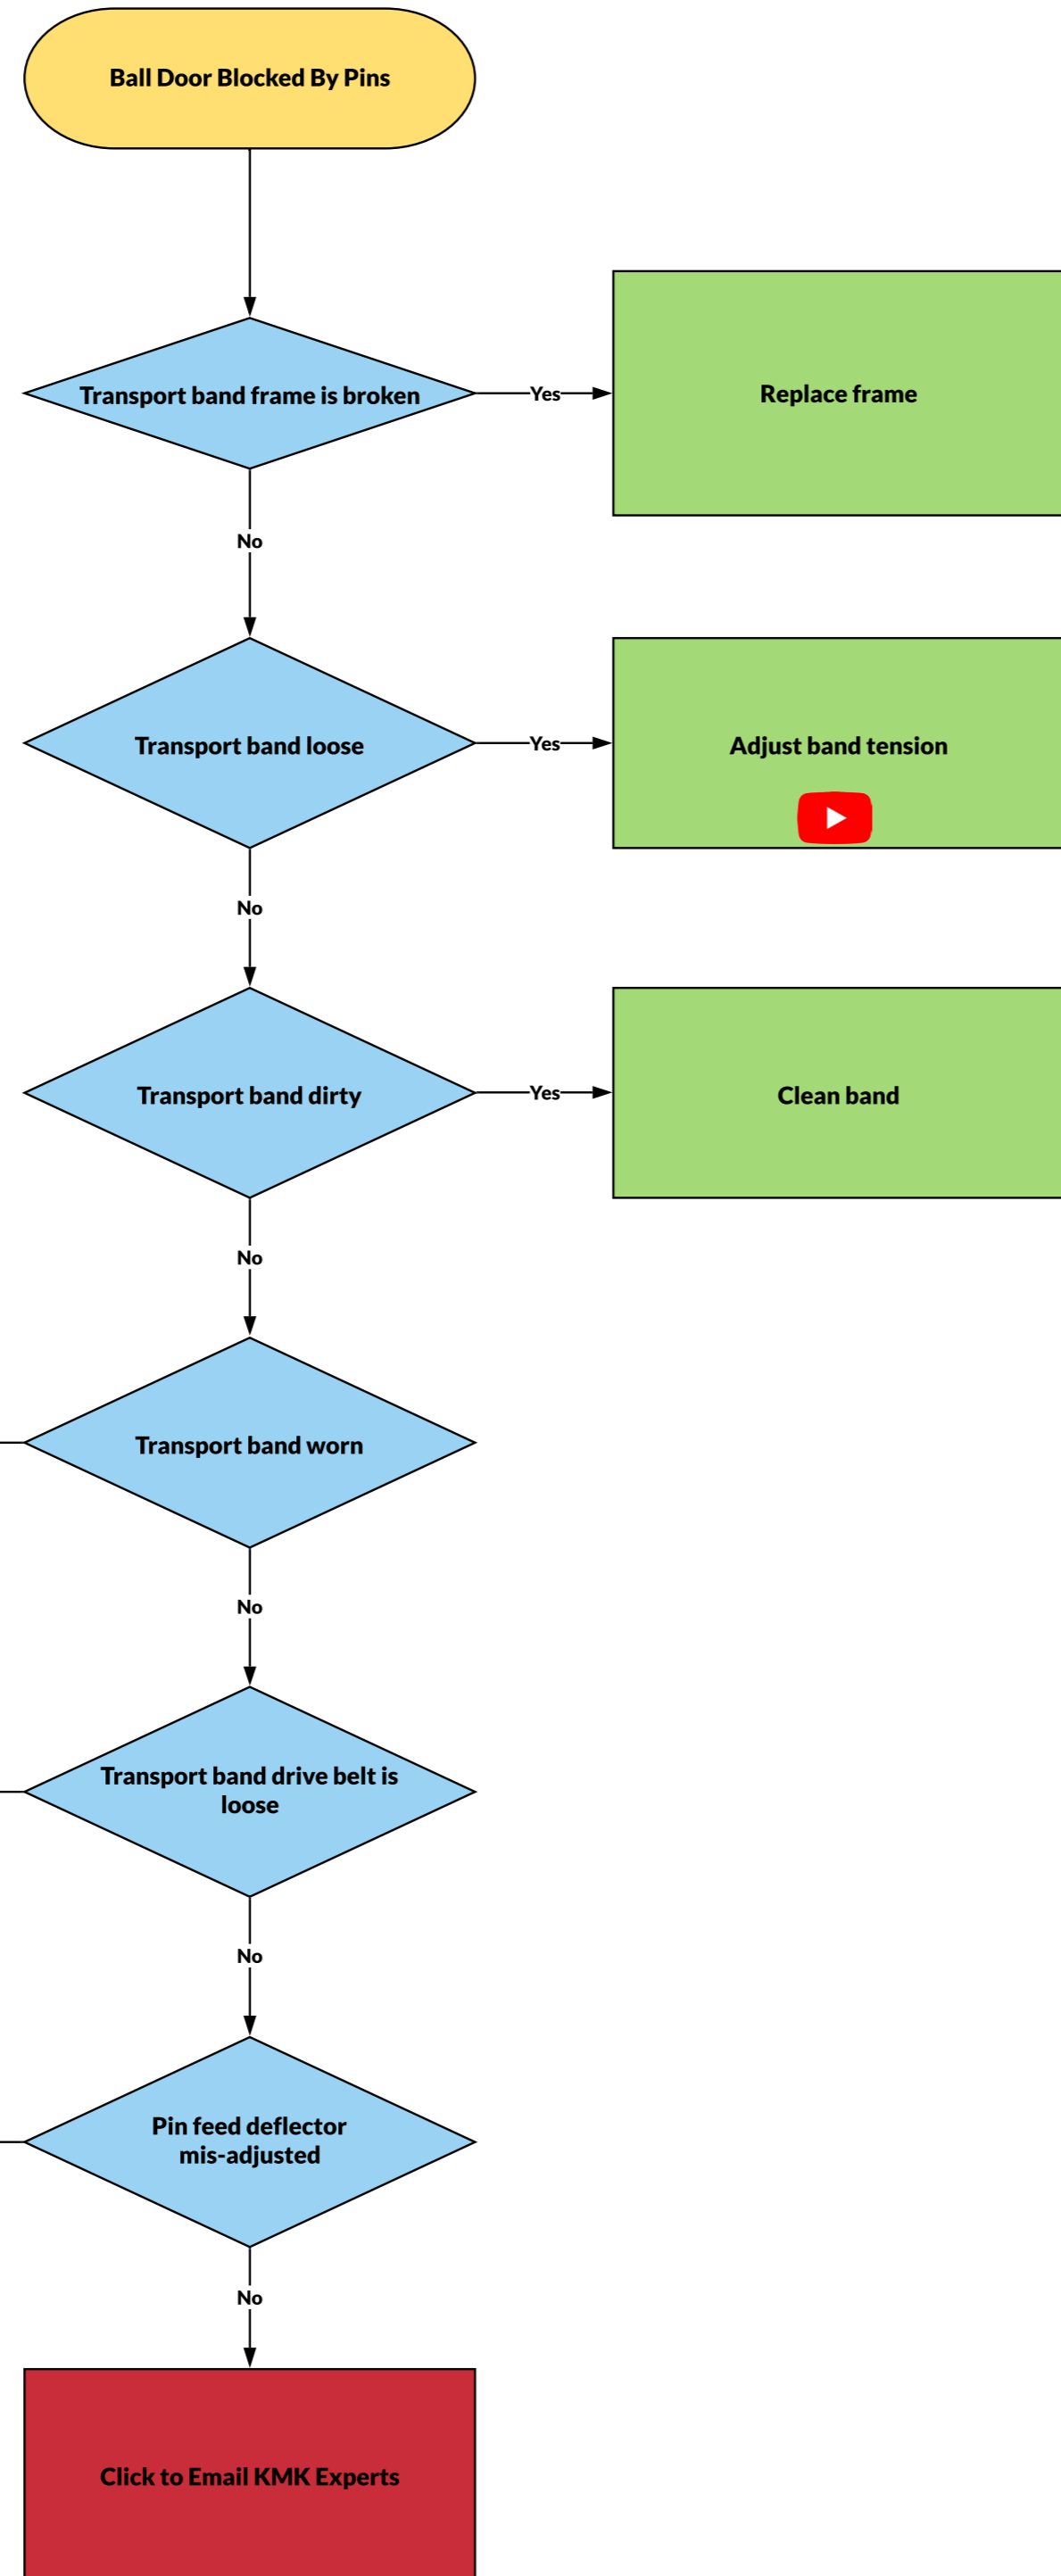 Ball Door Blocked By Pins
Transport band frame is broken
Yes
Replace frame
No
Transport band loose
Yes
Adjust band tension
No
Transport band dirty
Yes
Clean band
No
Transport band worn
No
Transport band drive belt is
loose
No
Pin feed deflector
mis-adjusted
No
Click to Email KMK Experts